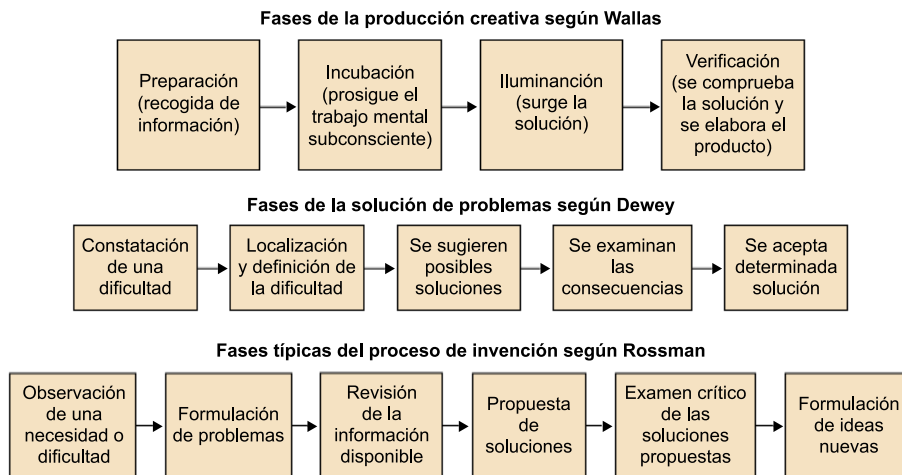 Fases de la producción creativa según Wallas
Preparación
(recogida de
información)
Incubación
(prosigue el
trabajo mental
subconsciente)
Iluminanción
(surge la
solución)
Verificación
(se comprueba
la solución y
se elabora el
producto)
Fases de la solución de problemas según Dewey
Constatación
de una
dificultad
Localización
y definición de
la dificultad
Se sugieren
posibles
soluciones
Se examinan
las
consecuencias
Se acepta
determinada
solución
Fases típicas del proceso de invención según Rossman
Observación
de una
necesidad o
dificultad
Formulación
de problemas
Revisión
de la
información
disponible
Propuesta
de
soluciones
Examen crítico
de las
soluciones
propuestas
Formulación
de ideas
nuevas